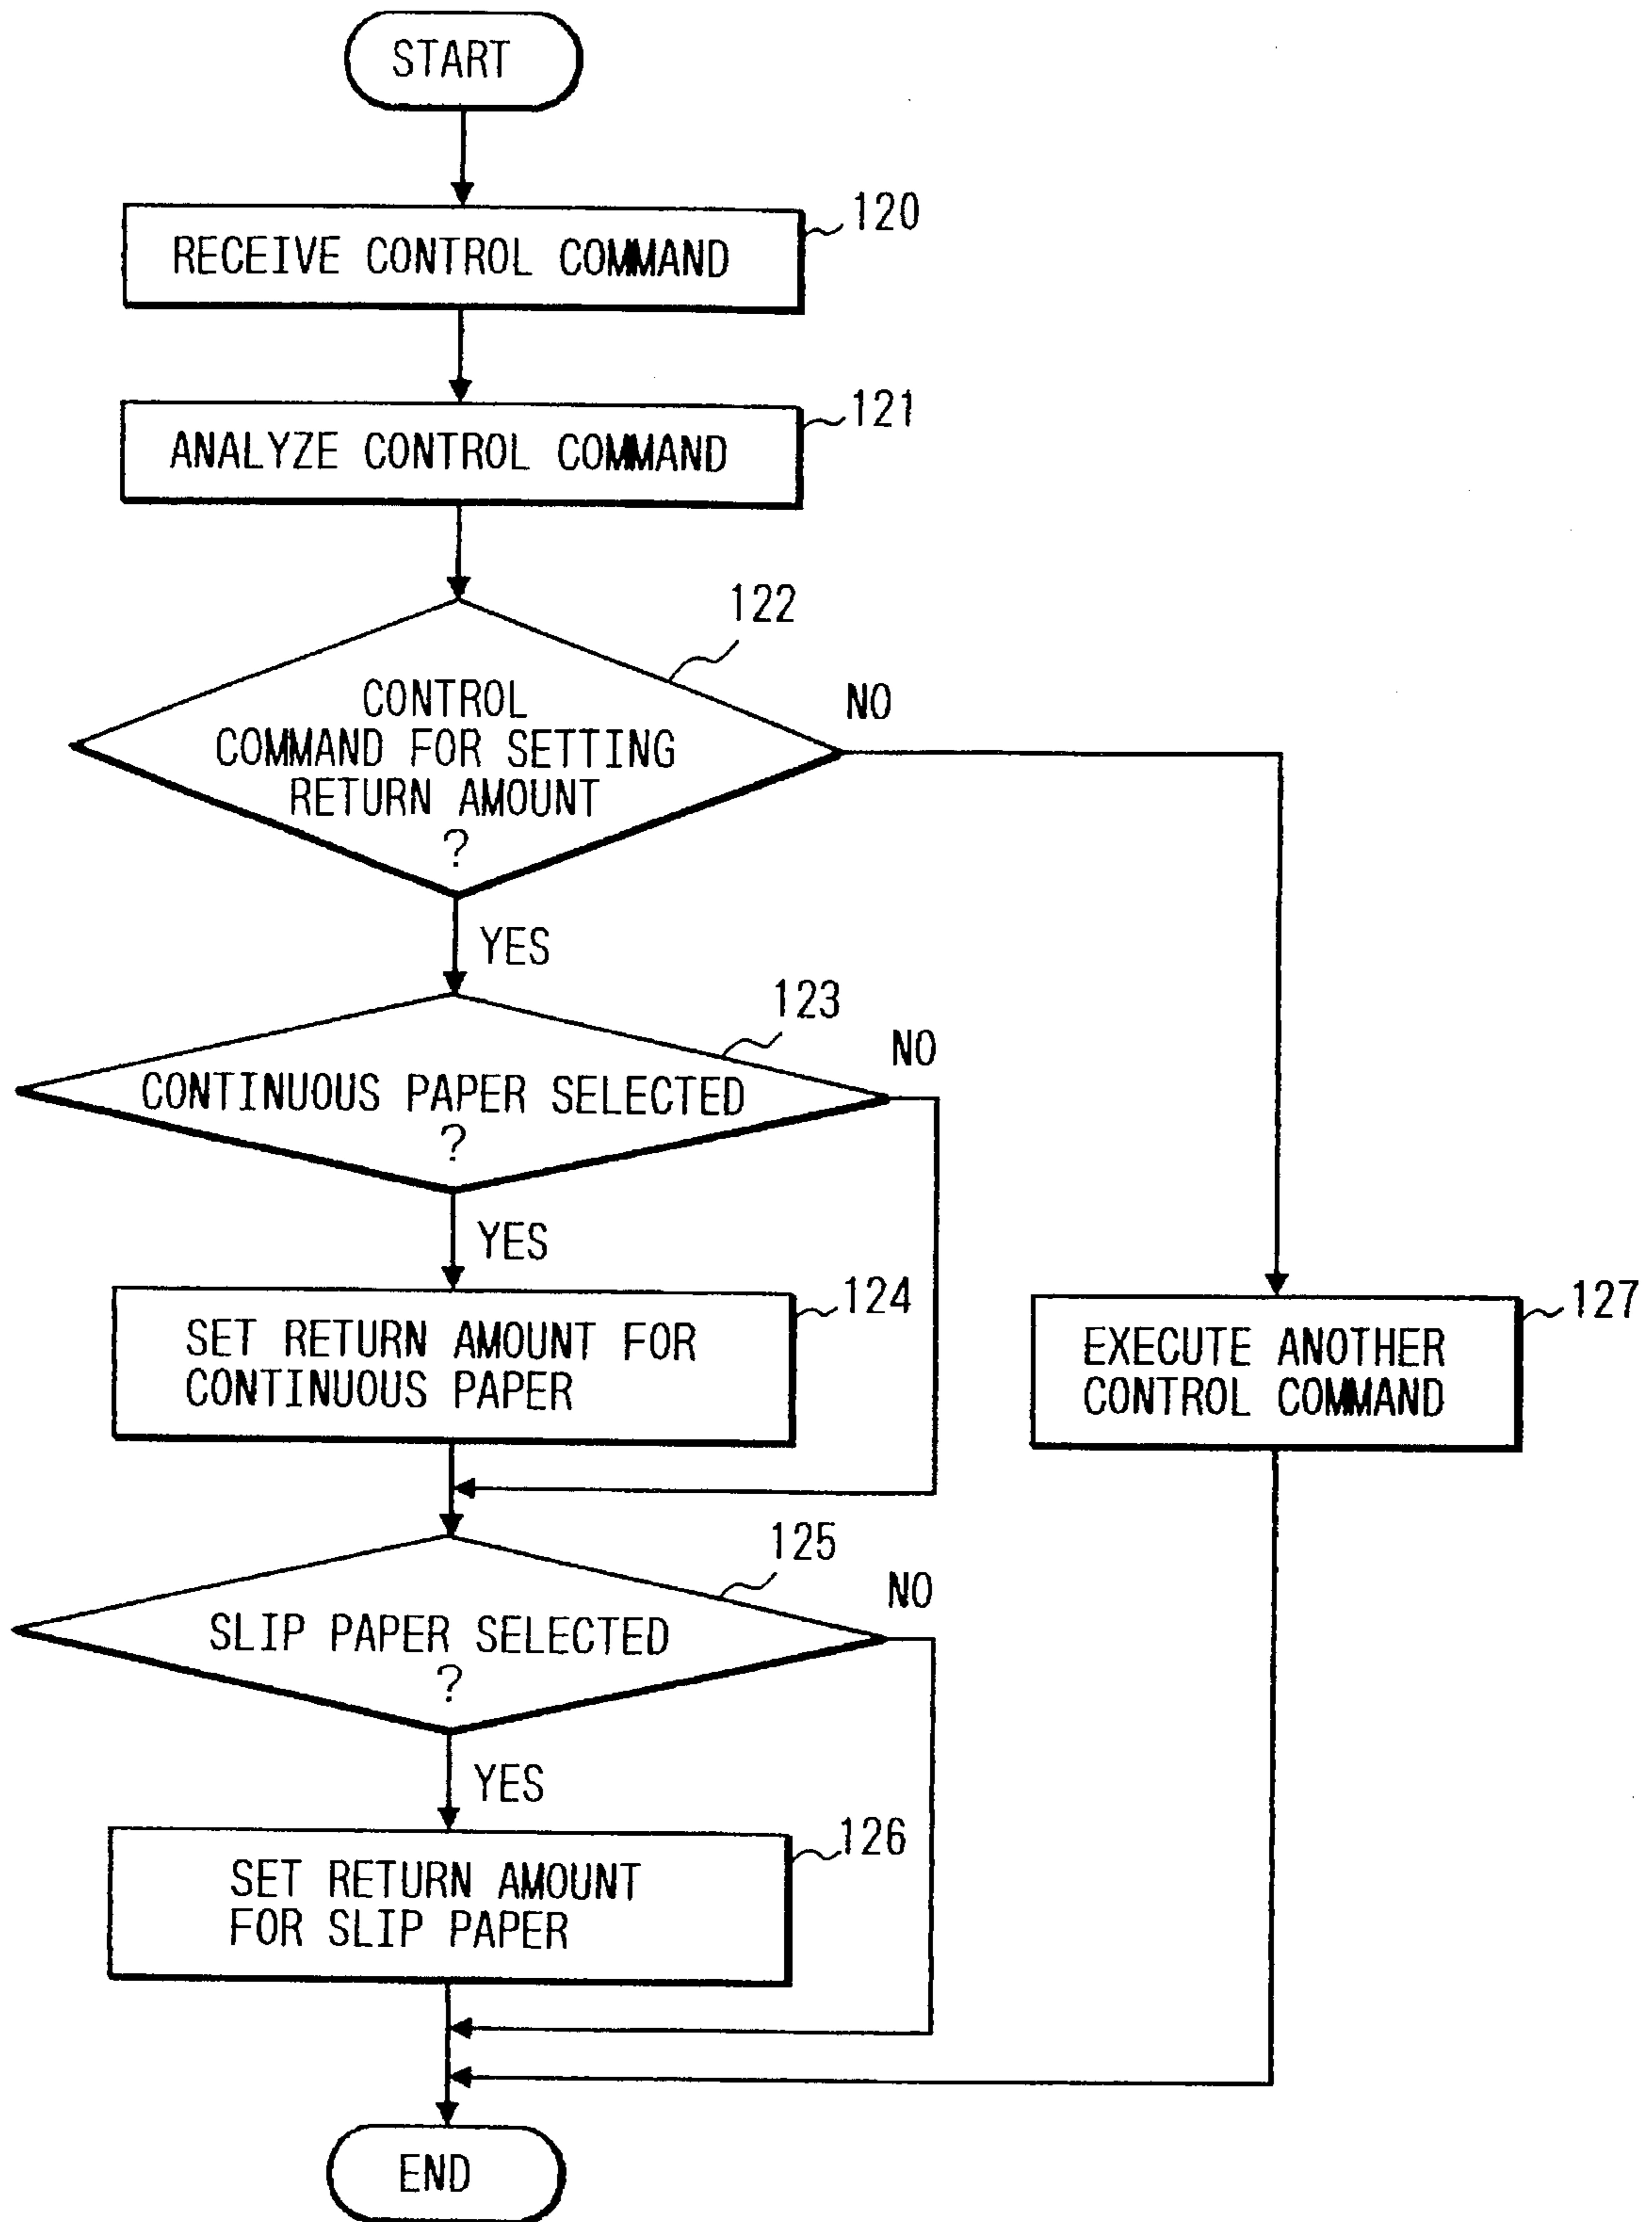 START
120
RECEIVE CONTROL COMMAND
121
ANALYZE CONTROL COMMAND
122
CONTROL
COMMAND FOR SETTING
RETURN AMOUNT
?
NO
YES
123
CONTINUOUS PAPER SELECTED
?
NO
YES
124
SET RETURN AMOUNT FOR
CONTINUOUS PAPER
127
EXECUTE ANOTHER
CONTROL COMMAND
125
SLIP PAPER SELECTED
?
NO
YES
126
SET RETURN AMOUNT
FOR SLIP PAPER
END